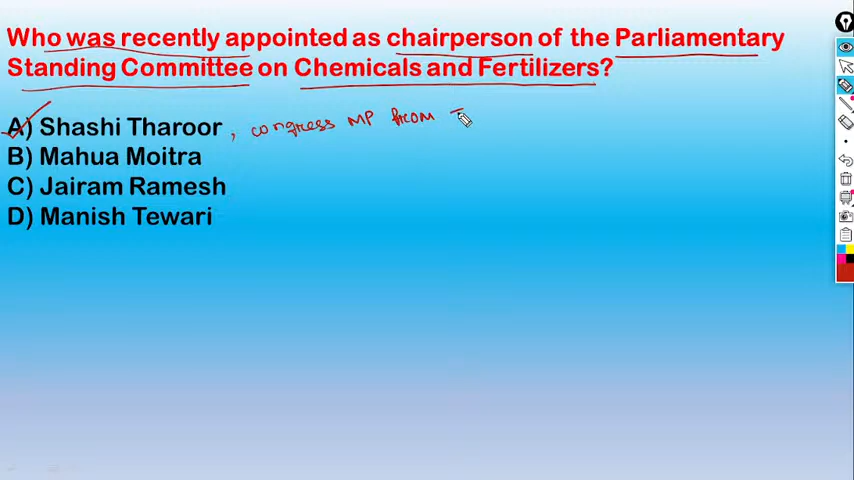 Who was recently appointed as chairperson of the Parliamentary
Standing Committee on Chemicals and Fertilizers?
A) Shashi Tharoor , congress MP from
B) Mahua Moitra
C) Jairam Ramesh
D) Manish Tewari